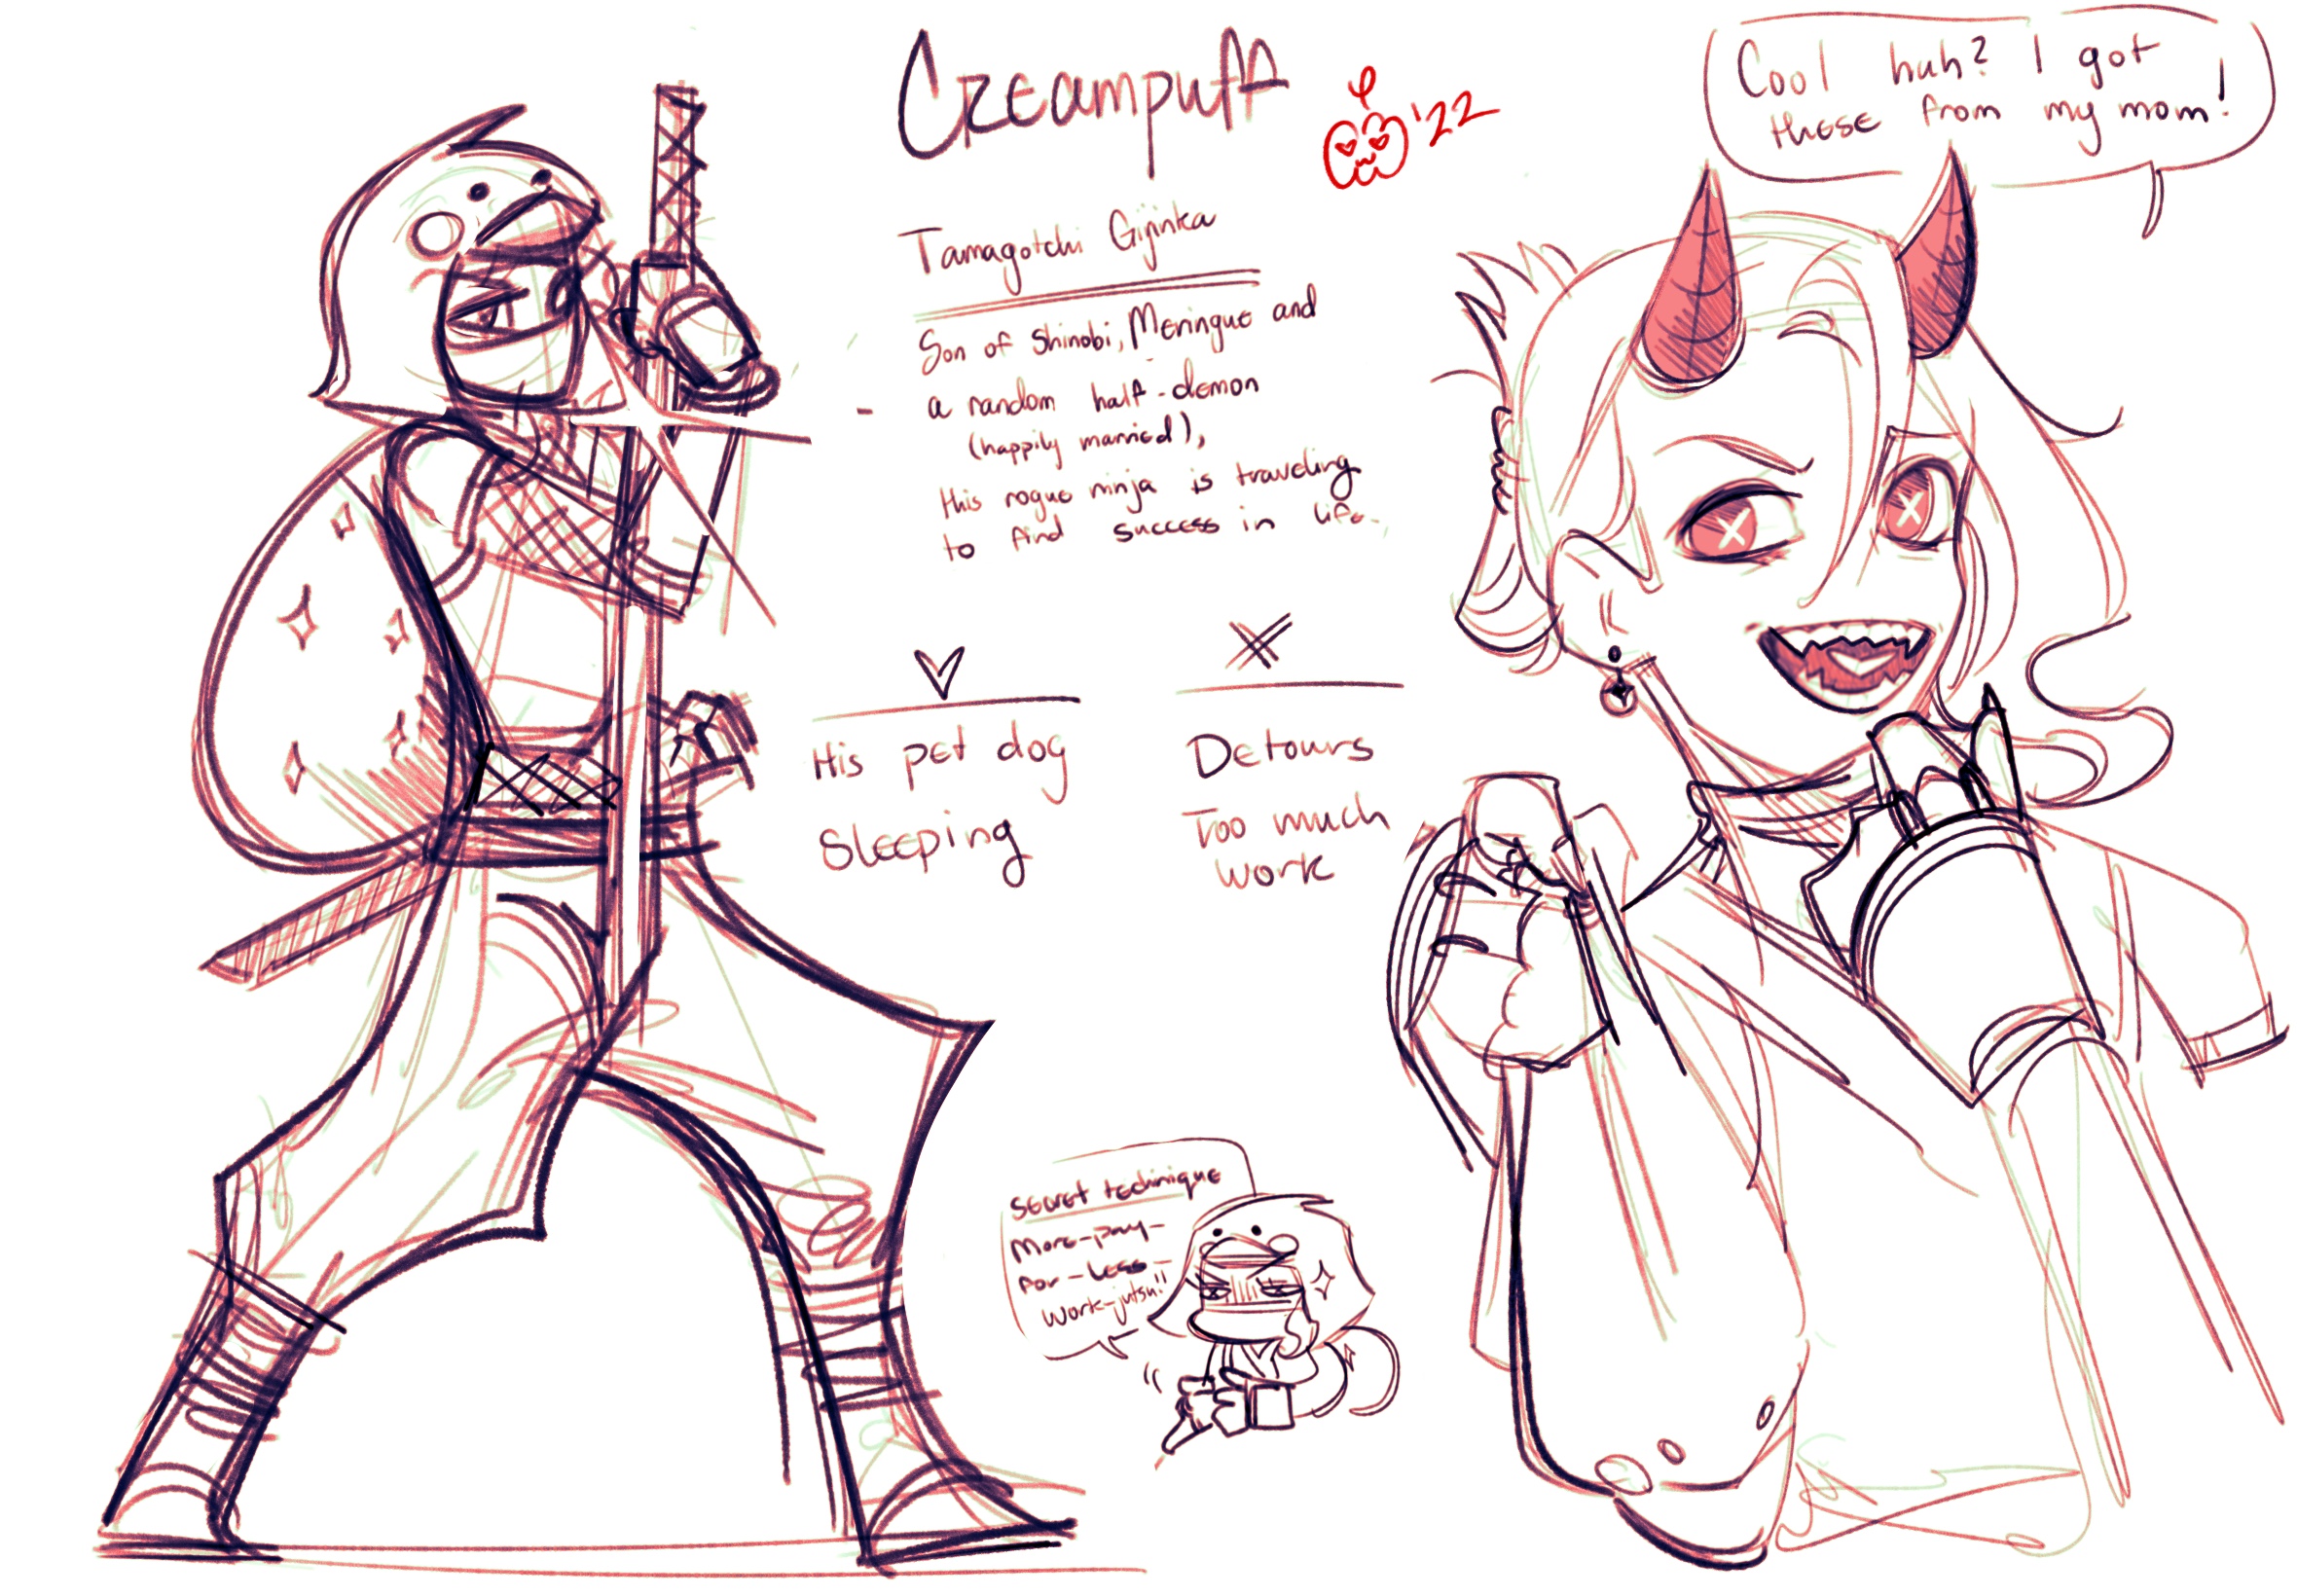 Creampuff
'22
Tamagotchi Gijinka
Son of Shinobi, Meringue and
a random half-demon
(happily married),
this rogue ninja is traveling
to find success in life.
His pet dog
Sleeping
Detours
Too much
work
Secret technique
More-pay-
for-less-
work-jutsu!!
Cool huh? I got
these from my mom!